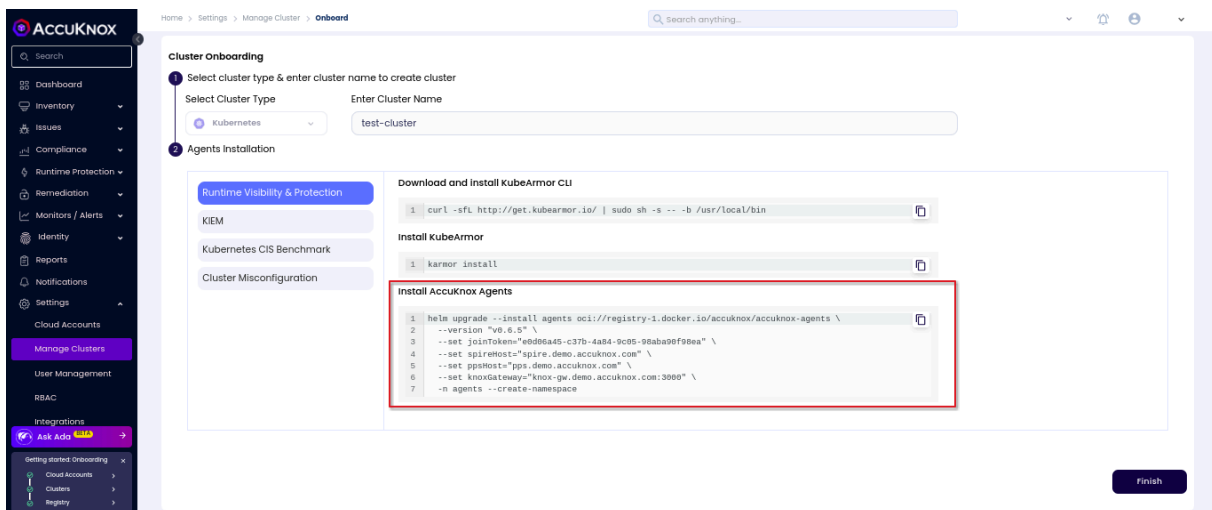 Home > Settings > Manage Cluster > Onboard
Search anything...
ACCUKNOX
Search
Dashboard
Inventory
Issues
Compliance
Runtime Protection
Remediation
Monitors / Alerts
Identity
Reports
Notifications
Settings
Cloud Accounts
Manage Clusters
User Management
RBAC
Integrations
Ask Ada BETA
Getting started: Onboarding x
Cloud Accounts >
Clusters >
Registry >
Cluster Onboarding
1 Select cluster type & enter cluster name to create cluster
Select Cluster Type
Enter Cluster Name
Kubernetes
test-cluster
2 Agents Installation
Runtime Visibility & Protection
KIEM
Kubernetes CIS Benchmark
Cluster Misconfiguration
Download and install KubeArmor CLI
1 curl -sfL http://get.kubearmor.io/ | sudo sh -s -- -b /usr/local/bin
Install KubeArmor
1 karmor install
Install AccuKnox Agents
1 helm upgrade --install agents oci://registry-1.docker.io/accuknox/accuknox-agents \
2 --version "v0.6.5" \
3 --set joinToken="e0d06a45-c37b-4a84-9c05-98aba90f98ea" \
4 --set spireHost="spire.demo.accuknox.com" \
5 --set ppsHost="pps.demo.accuknox.com" \
6 --set knoxGateway="knox-gw.demo.accuknox.com:3000" \
7 -n agents --create-namespace
Finish